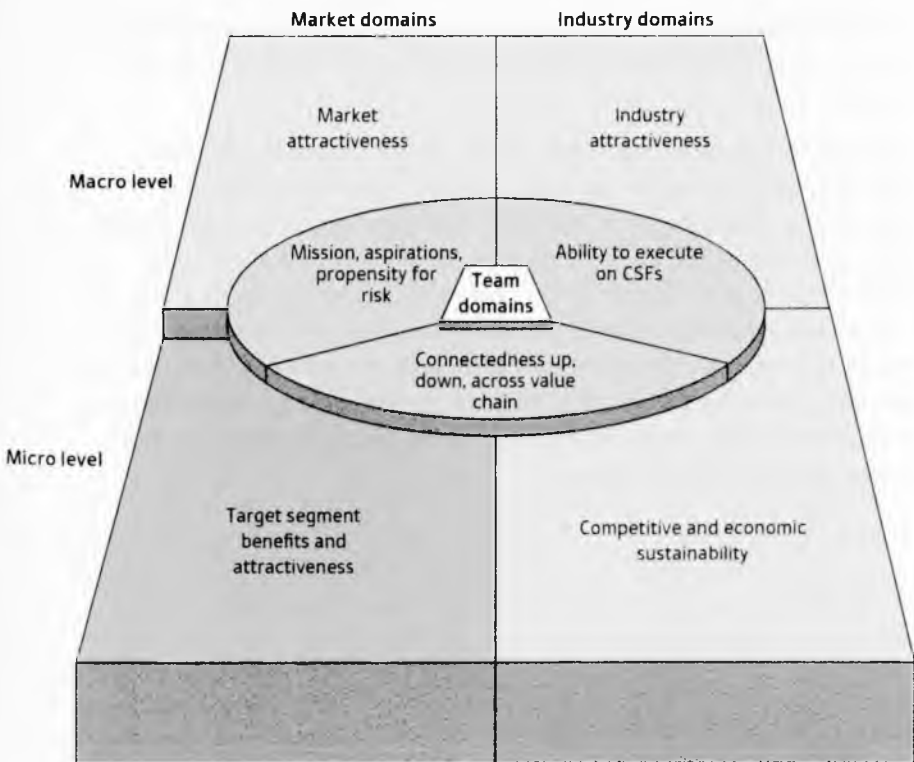 Market domains
Industry domains
Market
attractiveness
Industry
attractiveness
Macro level
Mission, aspirations,
propensity for
risk
Ability to execute
on CSFs
Team
domains
Connectedness up,
down, across value
chain
Micro level
Target segment
benefits and
attractiveness
Competitive and economic
sustainability